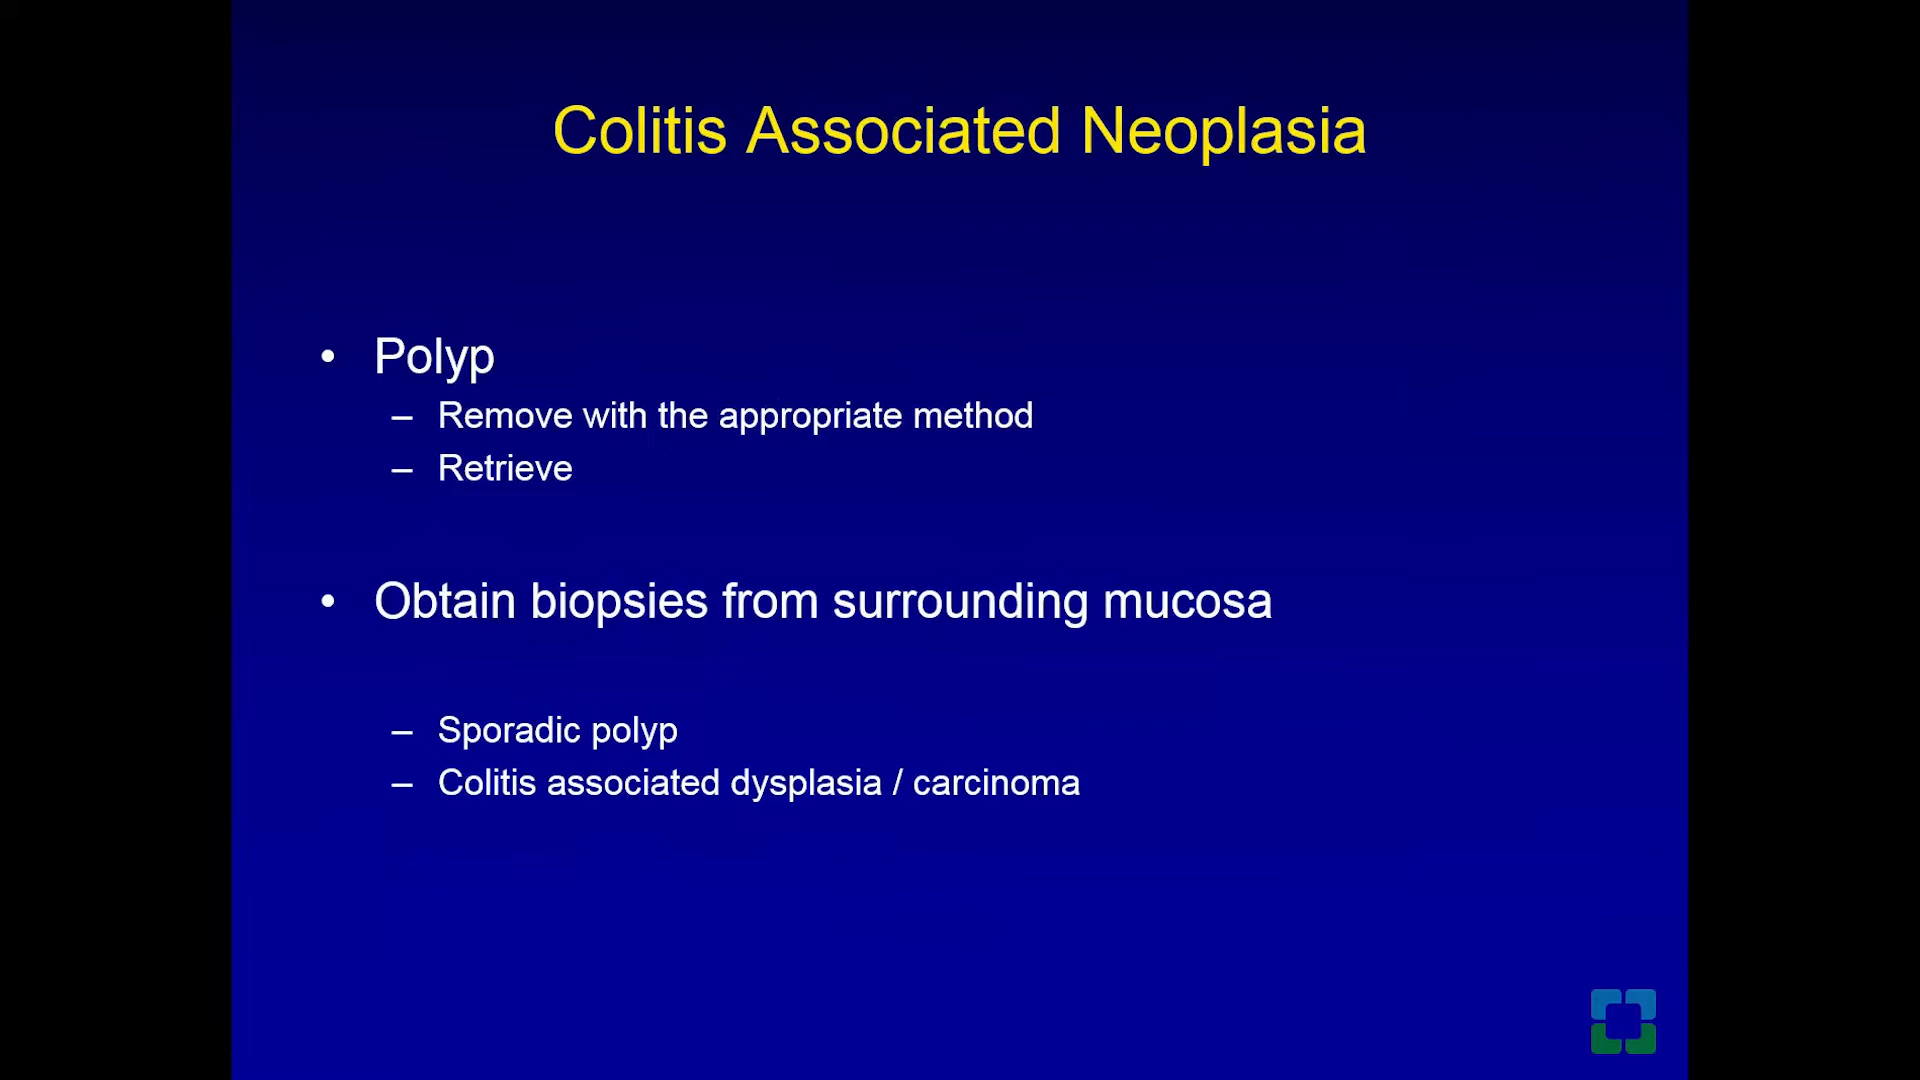 Colitis Associated Neoplasia
• Polyp
– Remove with the appropriate method
– Retrieve
• Obtain biopsies from surrounding mucosa
– Sporadic polyp
– Colitis associated dysplasia / carcinoma